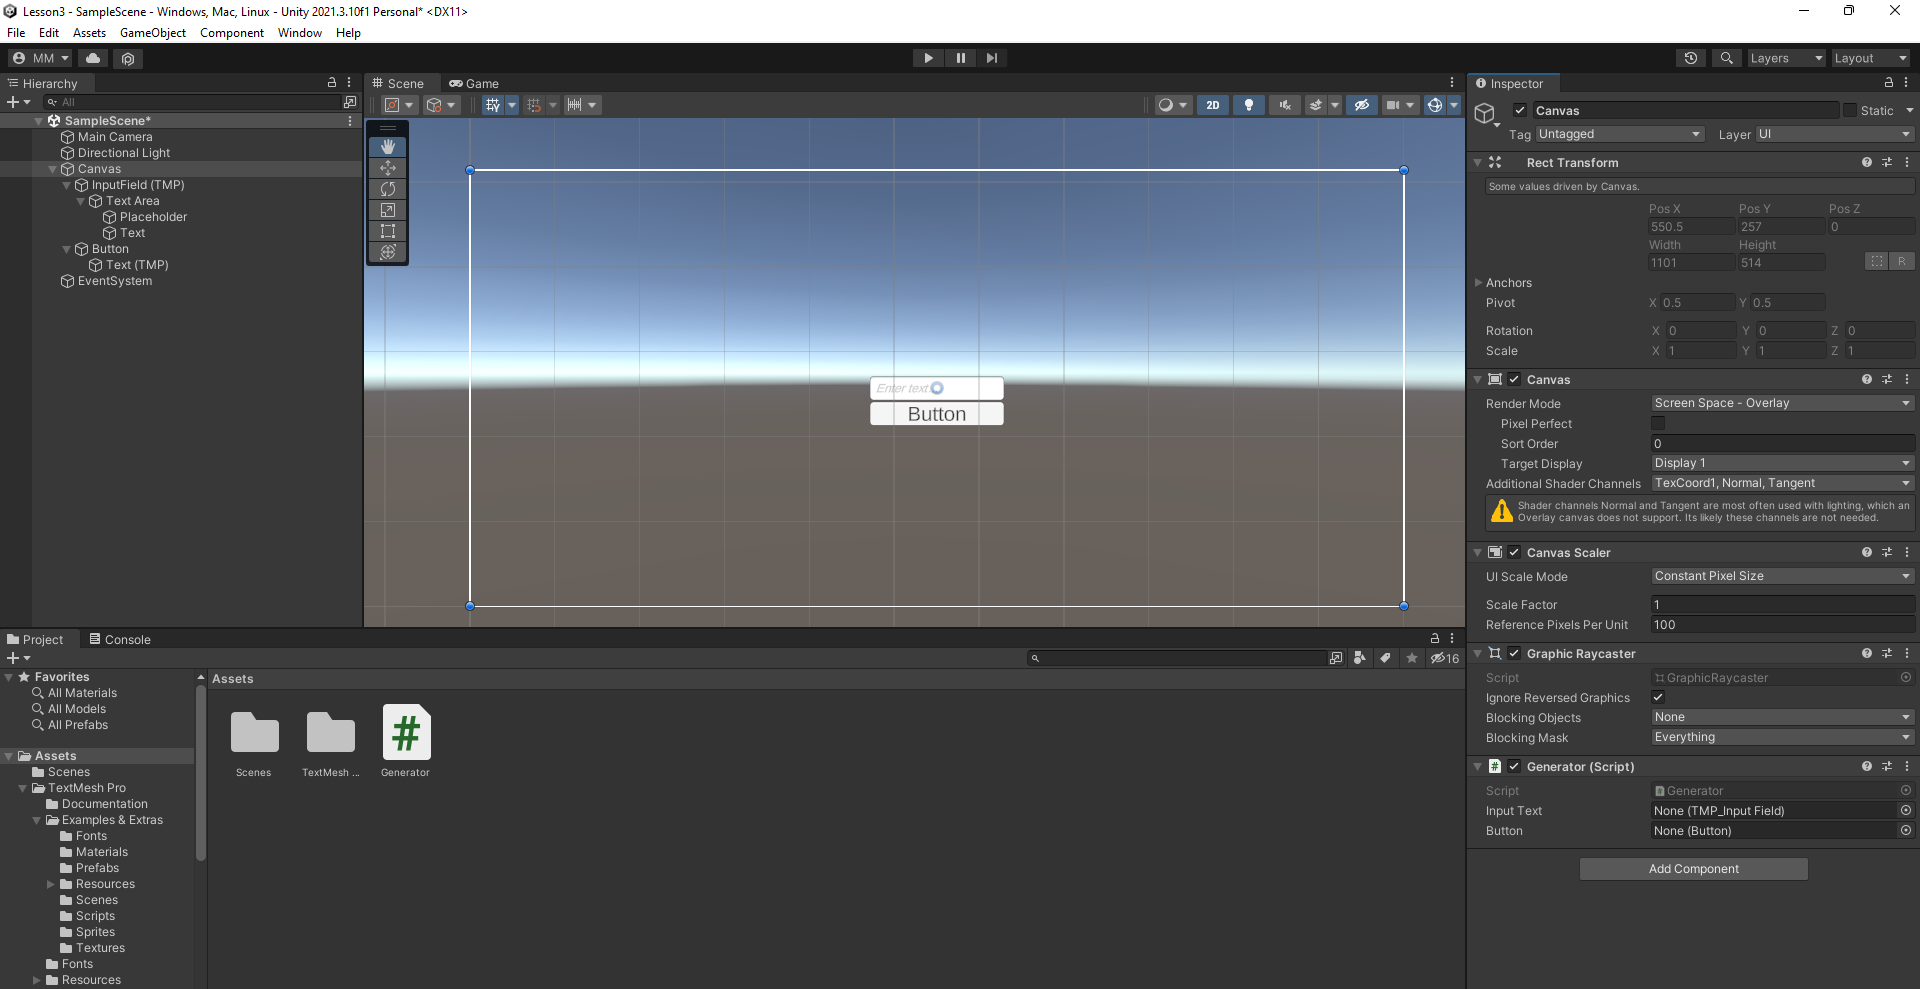 Lesson3 - SampleScene - Windows, Mac, Linux - Unity 2021.3.10f1 Personal* <DX11>
File Edit Assets GameObject Component Window Help
MM
Layers Layout
Hierarchy
All
SampleScene*
Main Camera
Directional Light
Canvas
InputField (TMP)
Text Area
Placeholder
Text
Button
Text (TMP)
EventSystem
Scene Game
2D
Enter text...
Button
Inspector
Canvas Static
Tag Untagged Layer UI
Rect Transform
Some values driven by Canvas.
Pos X Pos Y Pos Z
550.5 257 0
Width Height
1101 514 R
Anchors
Pivot X 0.5 Y 0.5
Rotation X 0 Y 0 Z 0
Scale X 1 Y 1 Z 1
Canvas
Render Mode Screen Space - Overlay
Pixel Perfect
Sort Order 0
Target Display Display 1
Additional Shader Channels TexCoord1, Normal, Tangent
Shader channels Normal and Tangent are most often used with lighting, which an
Overlay canvas does not support. Its likely these channels are not needed.
Canvas Scaler
UI Scale Mode Constant Pixel Size
Scale Factor 1
Reference Pixels Per Unit 100
Graphic Raycaster
Script GraphicRaycaster
Ignore Reversed Graphics
Blocking Objects None
Blocking Mask Everything
Generator (Script)
Script Generator
Input Text None (TMP_Input Field)
Button None (Button)
Add Component
Project Console
16
Favorites
All Materials
All Models
All Prefabs
Assets
Scenes
TextMesh Pro
Documentation
Examples & Extras
Fonts
Materials
Prefabs
Resources
Scenes
Scripts
Sprites
Textures
Fonts
Resources
Assets
Scenes TextMesh ... Generator